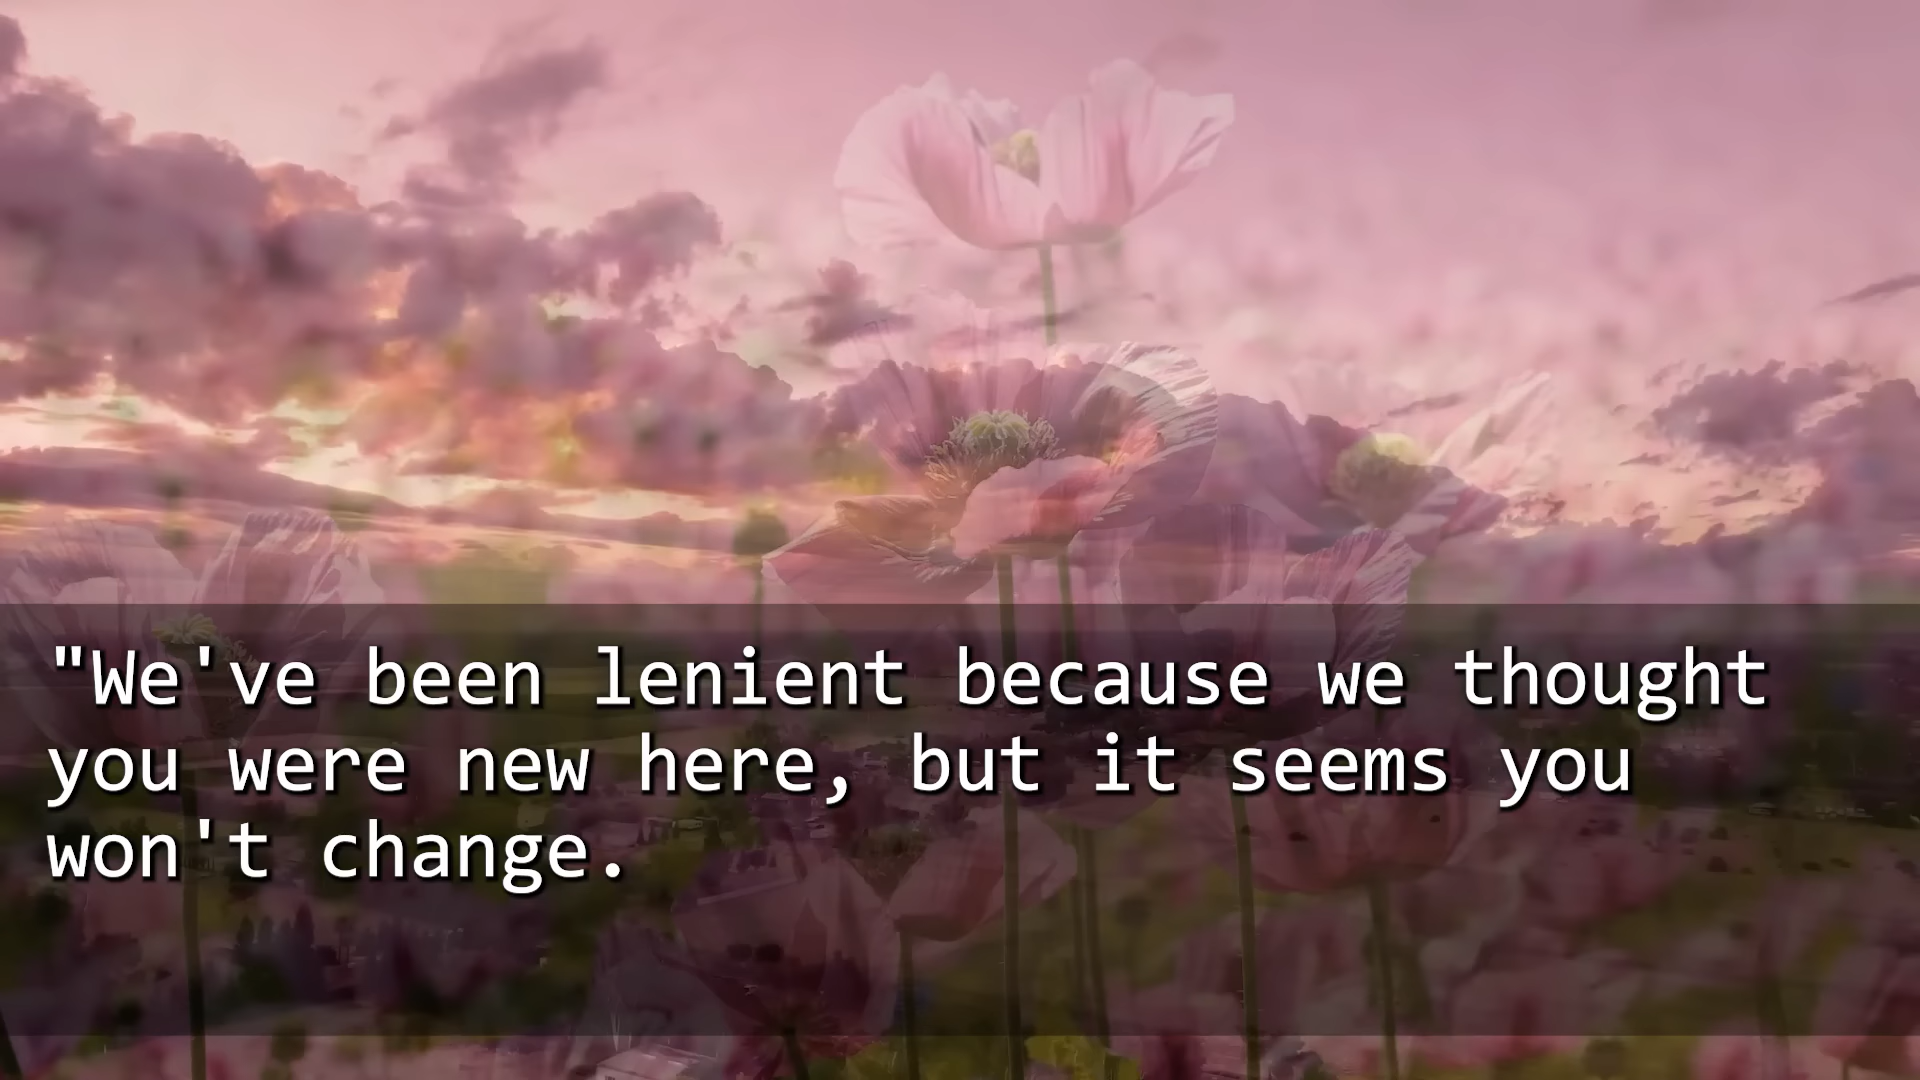 "We've been lenient because we thought
you were new here, but it seems you
won't change.